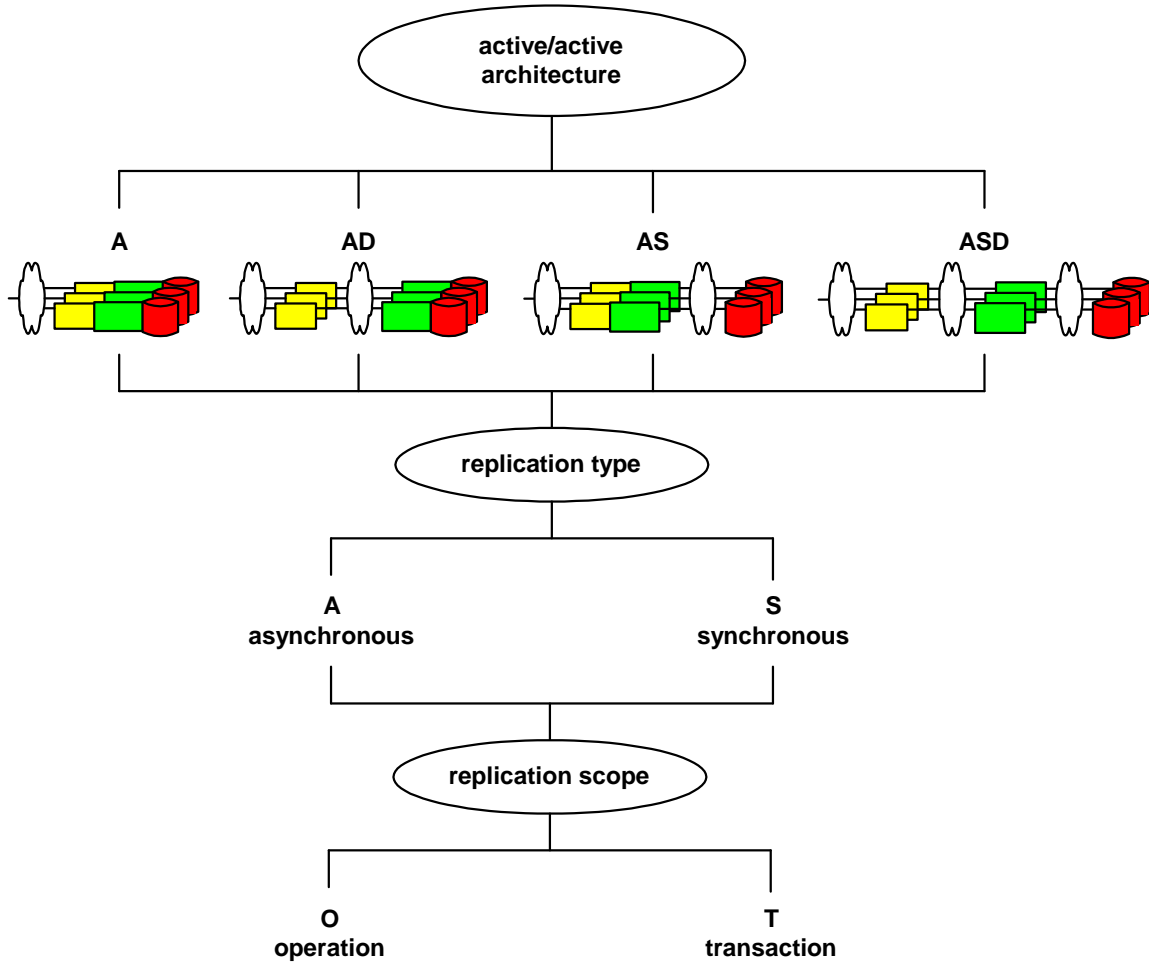 active/active
architecture
A
AD
AS
ASD
replication type
A
asynchronous
S
synchronous
replication scope
O
operation
T
transaction